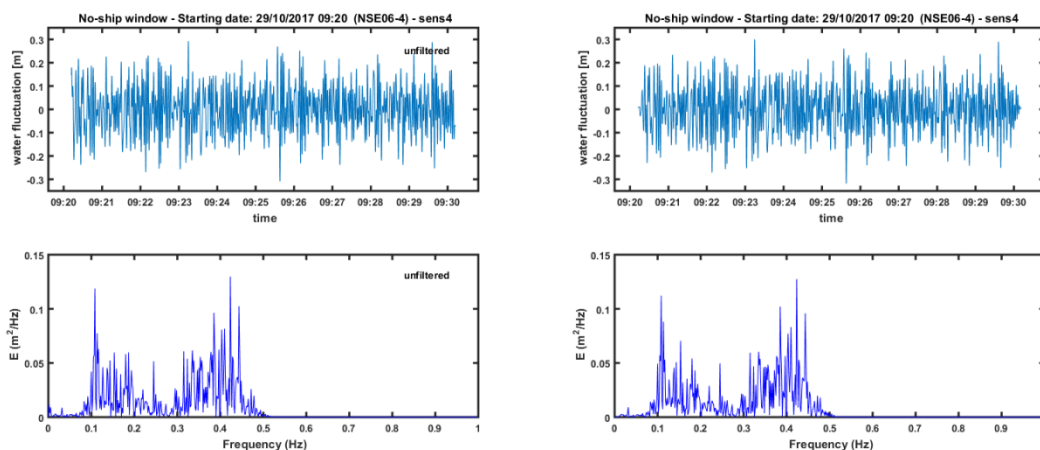 No-ship window - Starting date: 29/10/2017 09:20 (NSE06-4) - sens4
unfiltered
water fluctuation [m]
0.3
0.2
0.1
0
-0.1
-0.2
-0.3
09:20 09:21 09:22 09:23 09:24 09:25 09:26 09:27 09:28 09:29 09:30
time
No-ship window - Starting date: 29/10/2017 09:20 (NSE06-4) - sens4
water fluctuation [m]
0.3
0.2
0.1
0
-0.1
-0.2
-0.3
09:20 09:21 09:22 09:23 09:24 09:25 09:26 09:27 09:28 09:29 09:30
time
unfiltered
E (m²/Hz)
0.15
0.1
0.05
0
0 0.1 0.2 0.3 0.4 0.5 0.6 0.7 0.8 0.9 1
Frequency (Hz)
E (m²/Hz)
0.15
0.1
0.05
0
0 0.1 0.2 0.3 0.4 0.5 0.6 0.7 0.8 0.9
Frequency (Hz)